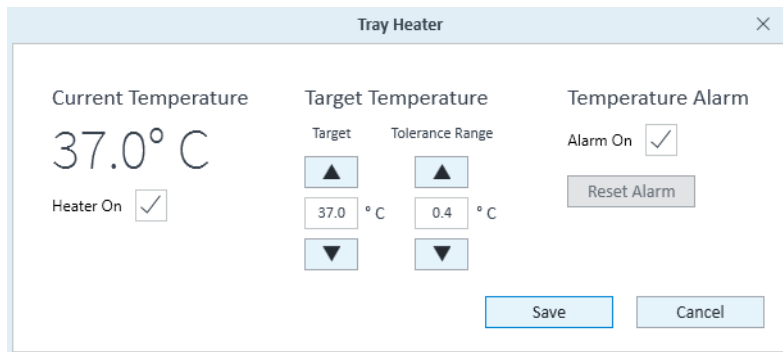 Tray Heater
Current Temperature
37.0° C
Heater On
Target Temperature
Target
Tolerance Range
37.0 ° C
0.4 ° C
Temperature Alarm
Alarm On
Reset Alarm
Save
Cancel